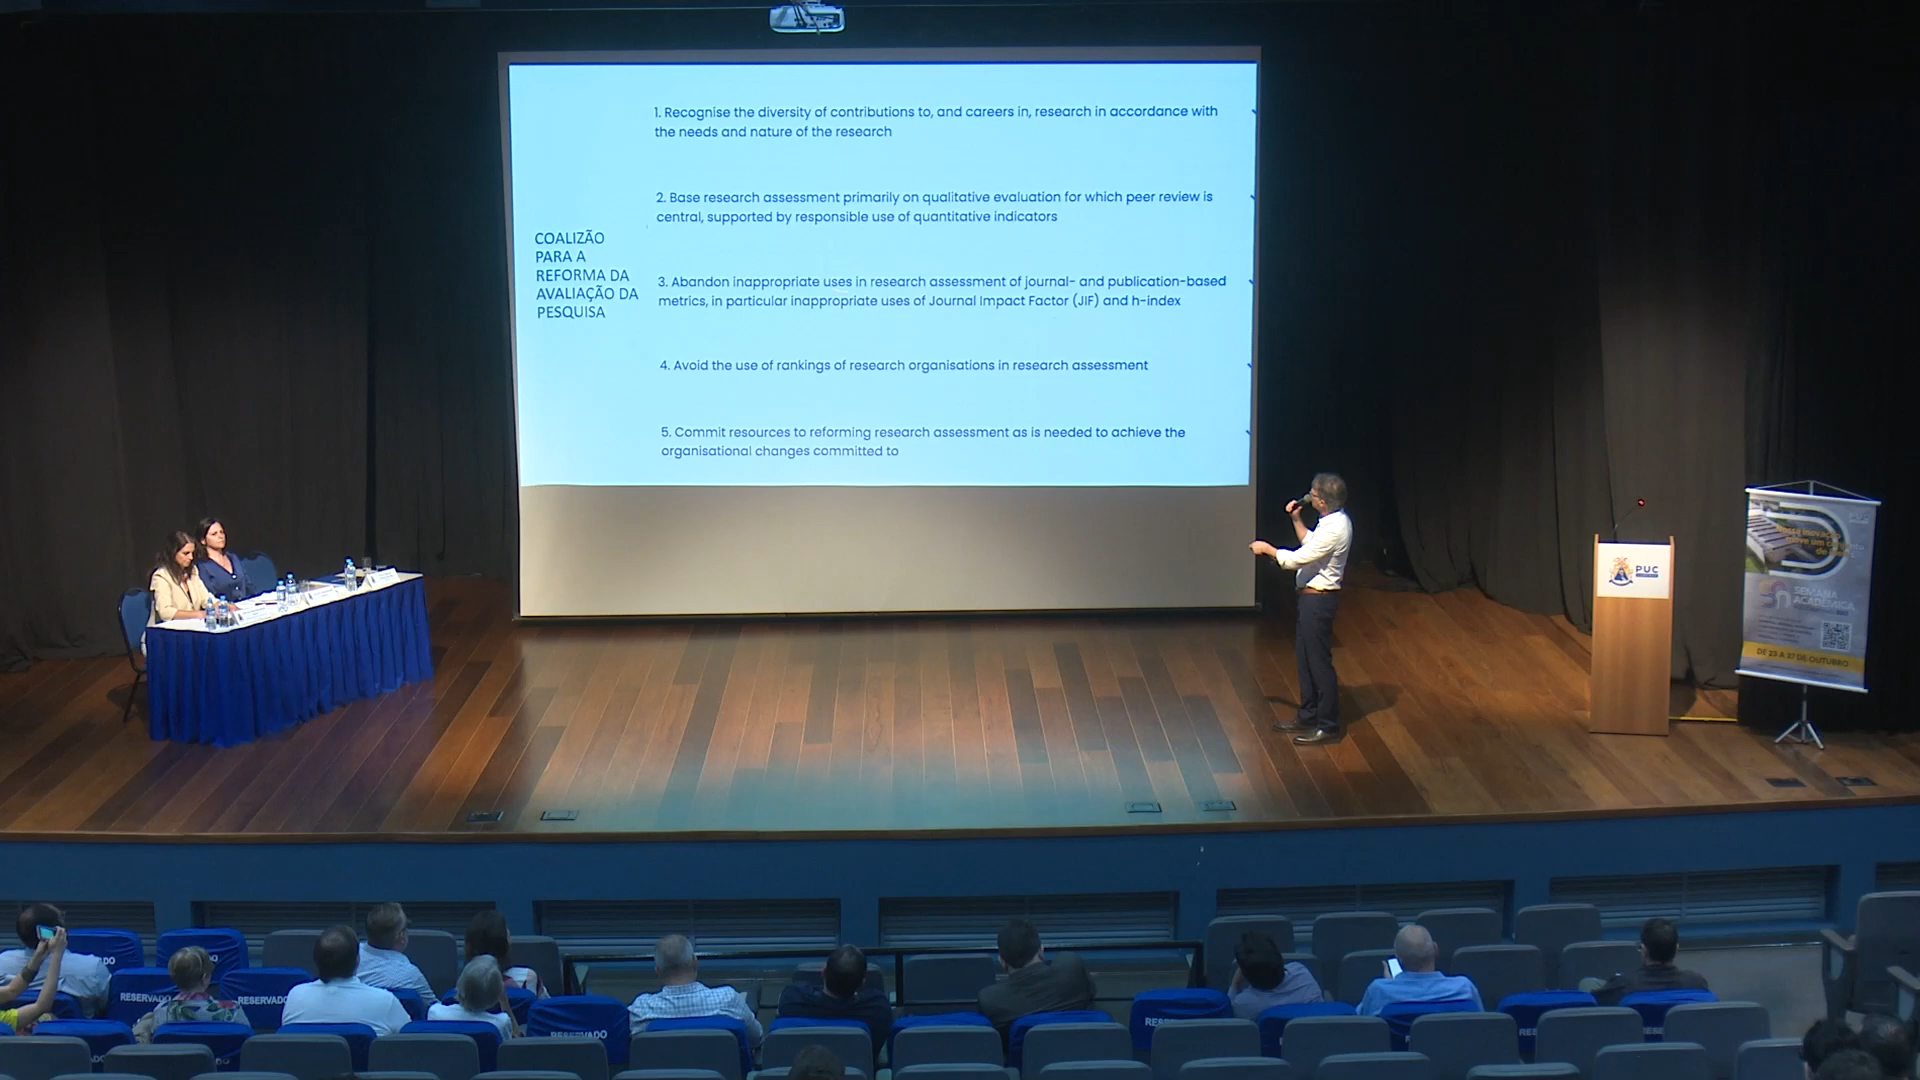 1. Recognise the diversity of contributions to, and careers in, research in accordance with
the needs and nature of the research
2. Base research assessment primarily on qualitative evaluation for which peer review is
central, supported by responsible use of quantitative indicators
COALIZÃO
PARA A
REFORMA DA
AVALIAÇÃO DA
PESQUISA
3. Abandon inappropriate uses in research assessment of journal- and publication-based
metrics, in particular inappropriate uses of Journal Impact Factor (JIF) and h-index
4. Avoid the use of rankings of research organisations in research assessment
5. Commit resources to reforming research assessment as is needed to achieve the
organisational changes committed to
PUC
SEMANA
ACADÊMICA
DE 23 A 27 DE OUTUBRO
RESERVADO
RESERVADO
RESERVADO